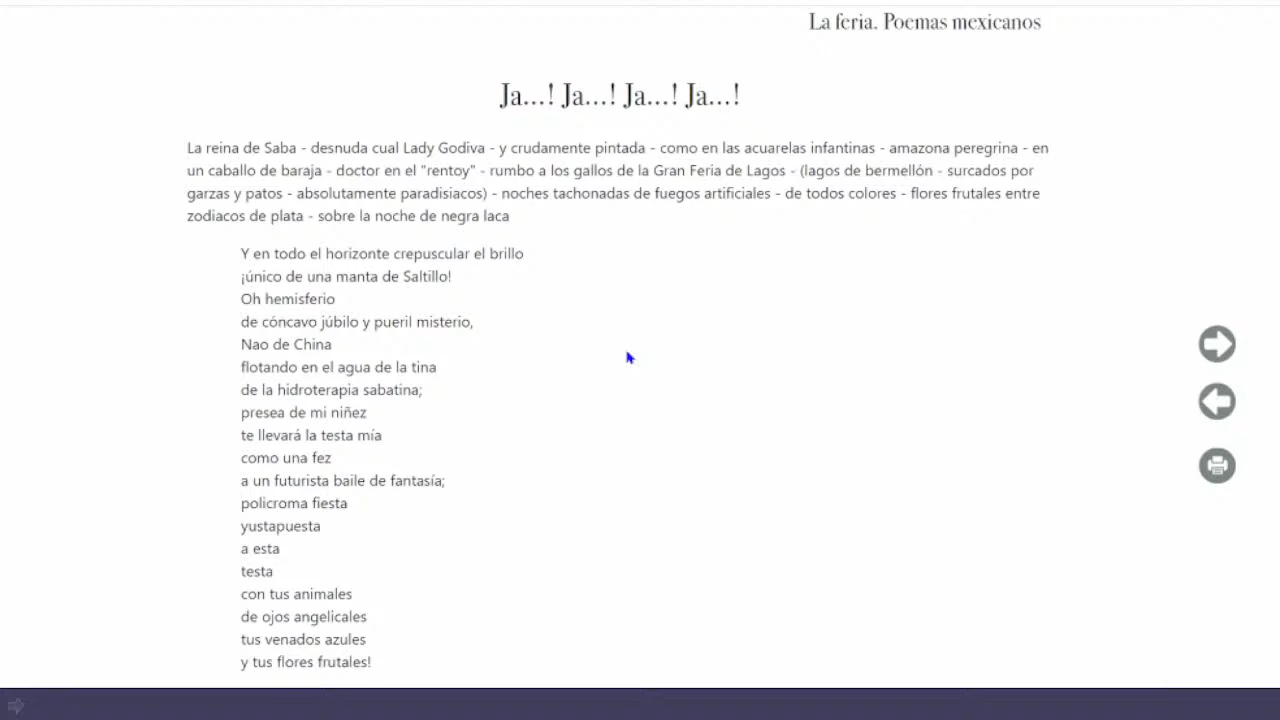 La feria. Poemas mexicanos
Ja...! Ja...! Ja...! Ja...!
La reina de Saba - desnuda cual Lady Godiva - y crudamente pintada - como en las acuarelas infantinas - amazona peregrina - en
un caballo de baraja - doctor en el "rentoy" - rumbo a los gallos de la Gran Feria de Lagos - (lagos de bermellón - surcados por
garzas y patos - absolutamente paradisiacos) - noches tachonadas de fuegos artificiales - de todos colores - flores frutales entre
zodiacos de plata - sobre la noche de negra laca
Y en todo el horizonte crepuscular el brillo
¡único de una manta de Saltillo!
Oh hemisferio
de cóncavo júbilo y pueril misterio,
Nao de China
flotando en el agua de la tina
de la hidroterapia sabatina;
presea de mi niñez
te llevará la testa mía
como una fez
a un futurista baile de fantasía;
policroma fiesta
yustapuesta
a esta
testa
con tus animales
de ojos angelicales
tus venados azules
y tus flores frutales!